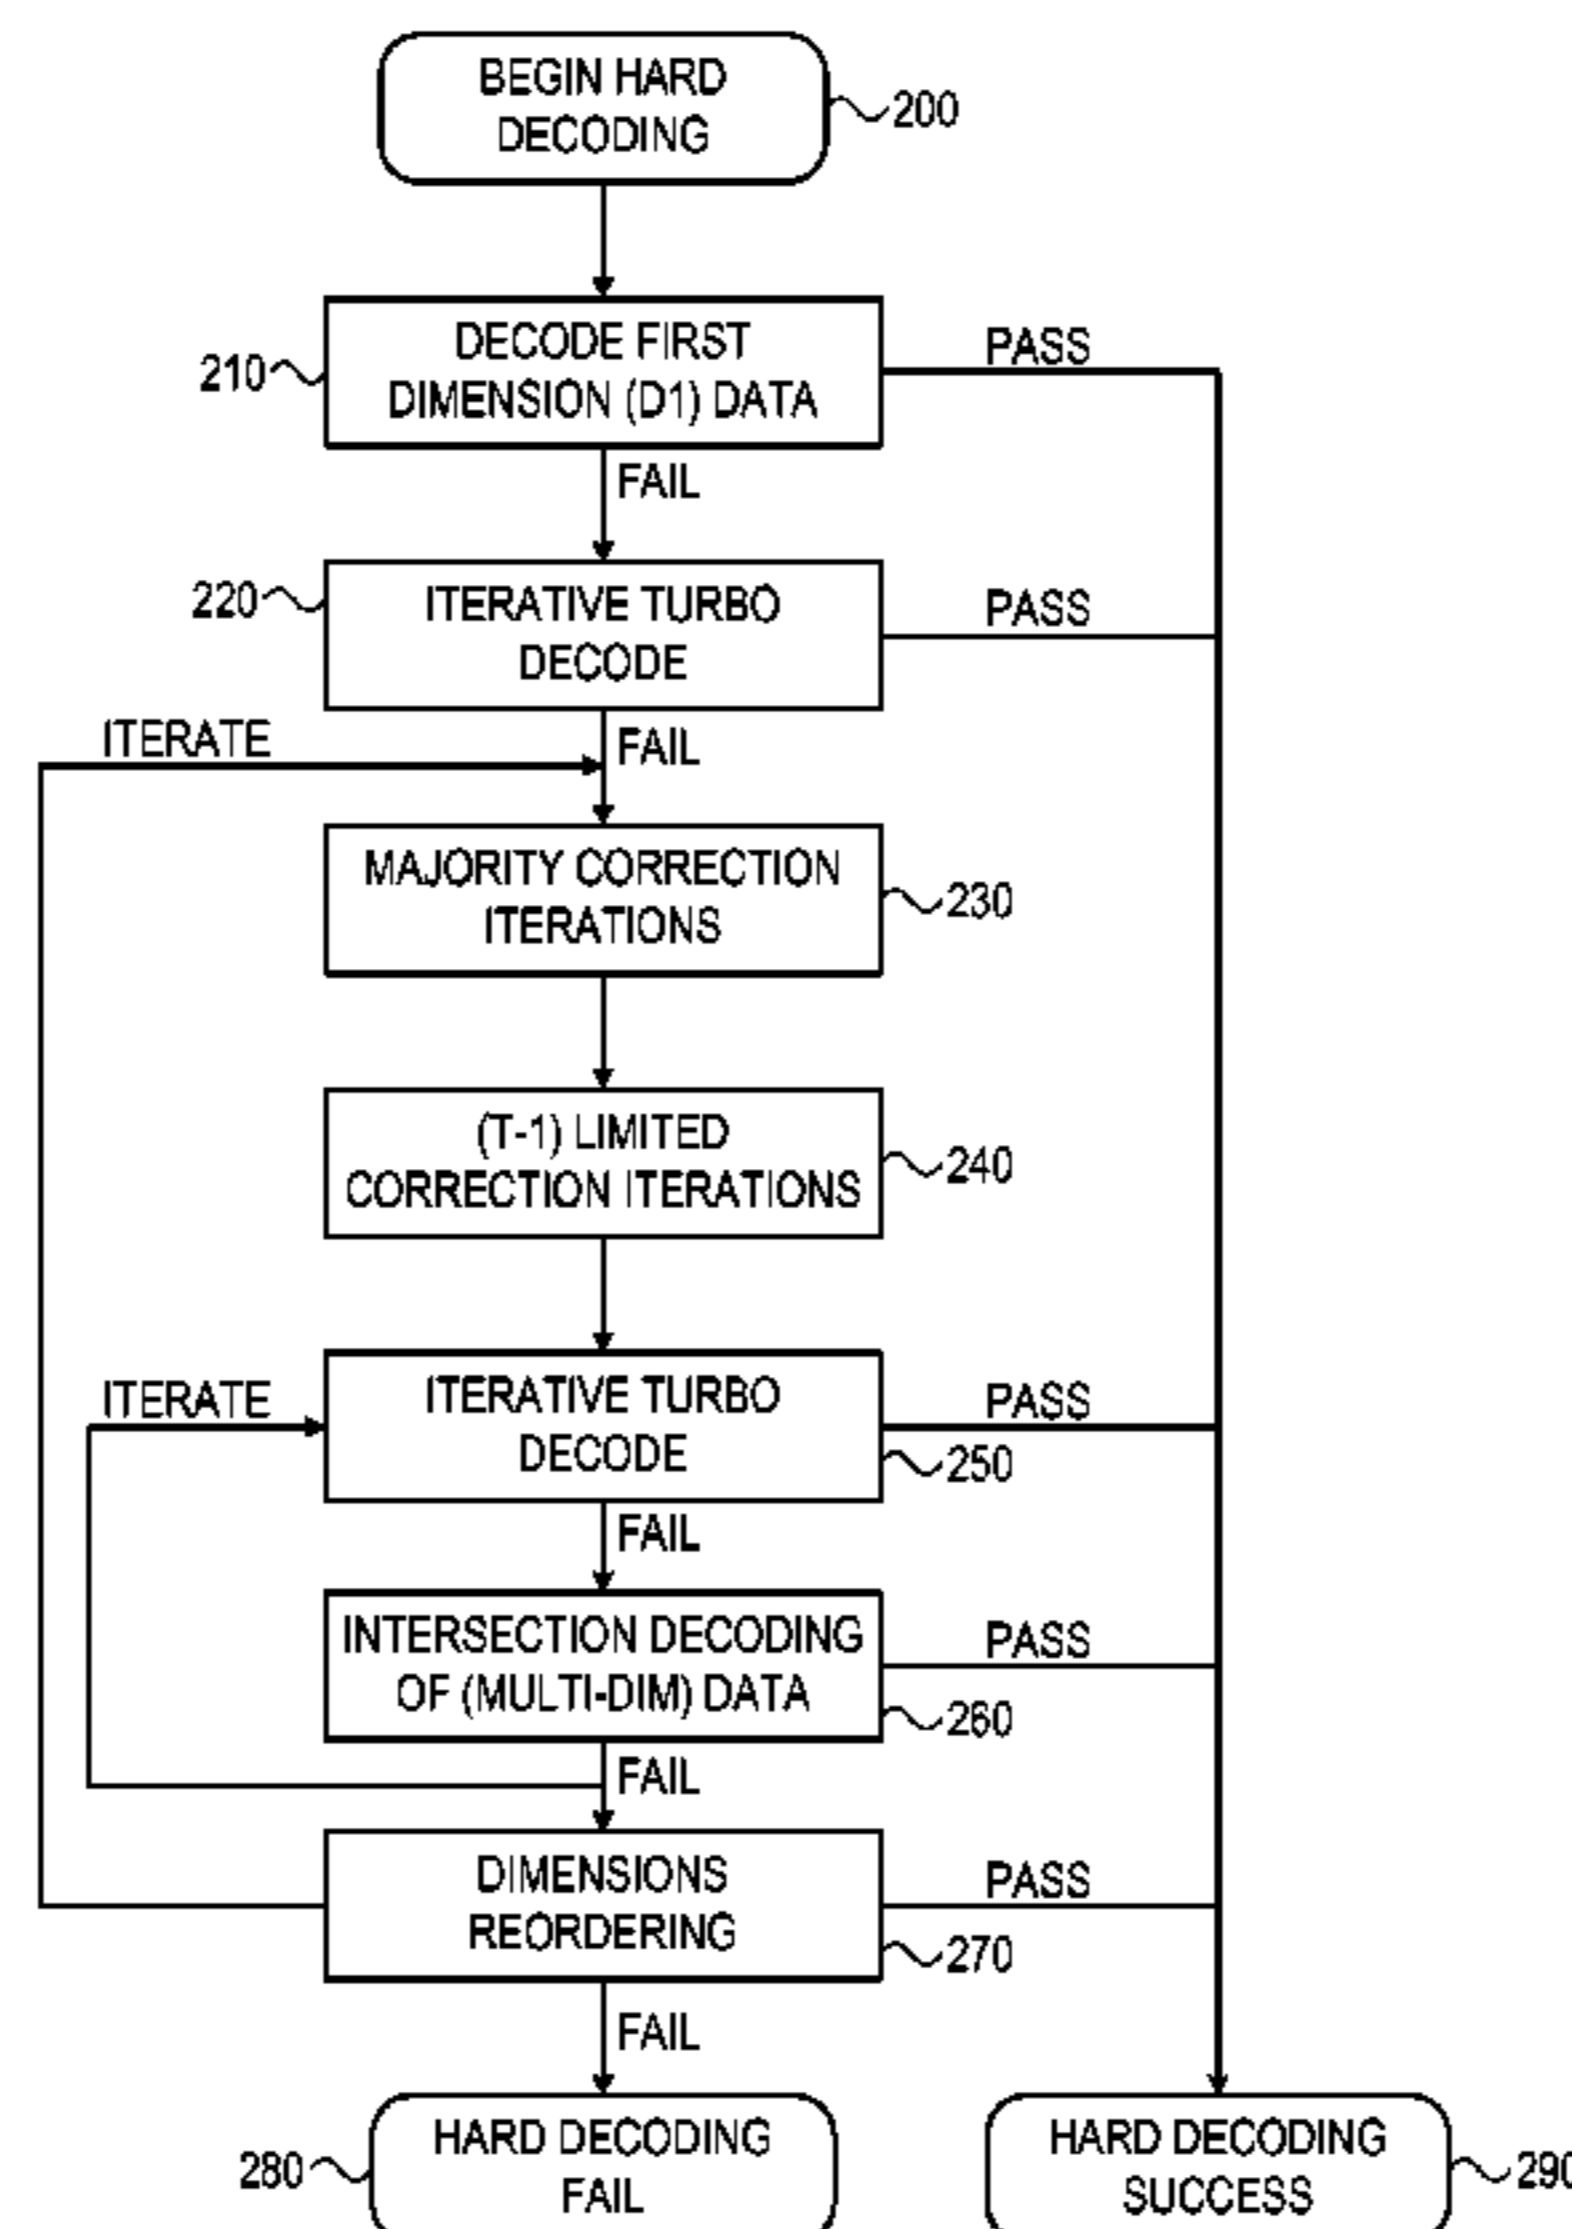 BEGIN HARD
DECODING
200
DECODE FIRST
DIMENSION (D1) DATA
210
PASS
FAIL
ITERATIVE TURBO
DECODE
220
PASS
FAIL
ITERATE
MAJORITY CORRECTION
ITERATIONS
230
(T-1) LIMITED
CORRECTION ITERATIONS
240
ITERATE
ITERATIVE TURBO
DECODE
PASS
250
FAIL
INTERSECTION DECODING
OF (MULTI-DIM) DATA
PASS
260
FAIL
DIMENSIONS
REORDERING
PASS
270
FAIL
HARD DECODING
FAIL
280
HARD DECODING
SUCCESS
290